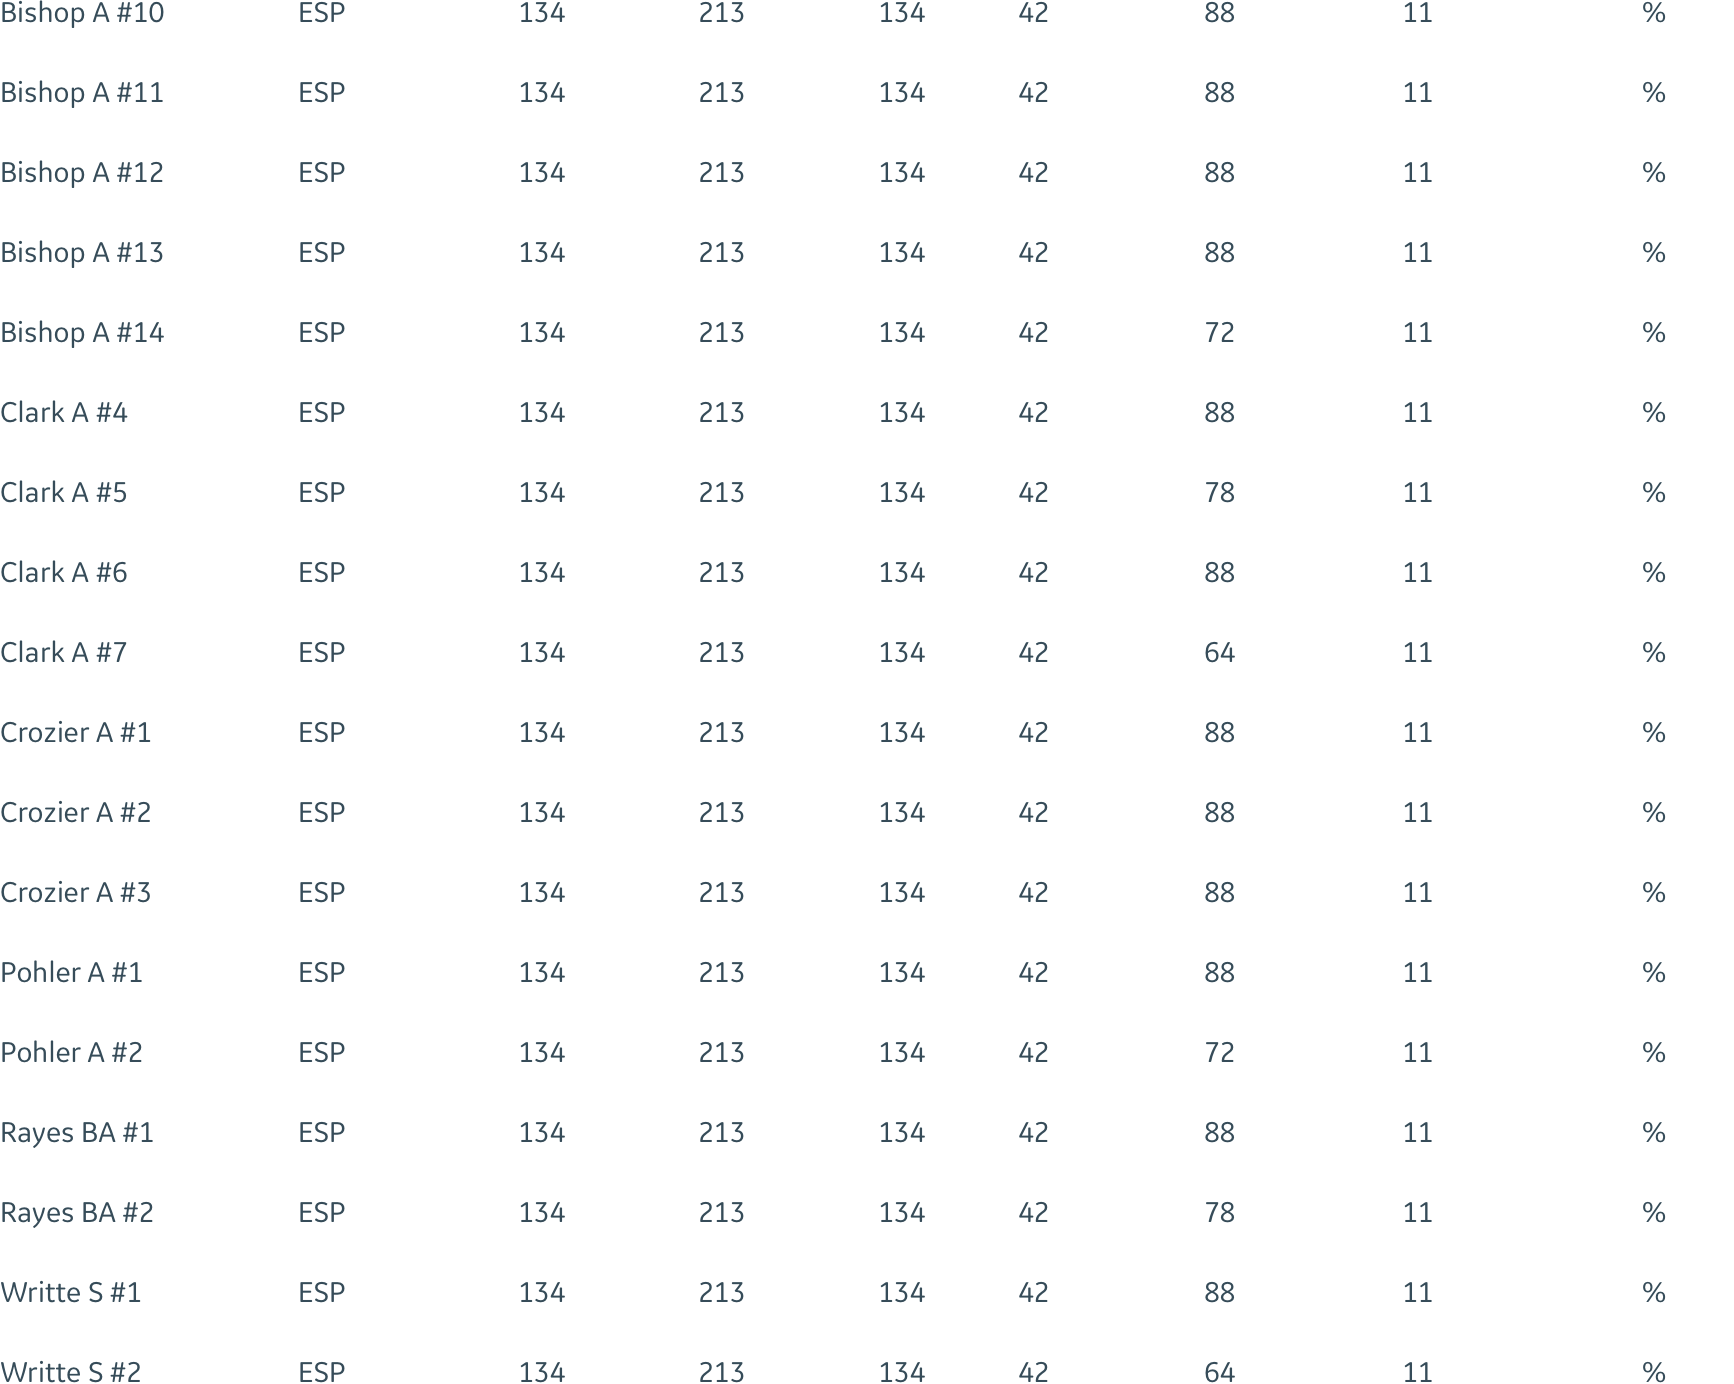 Bishop A #10 ESP 134 213 134 42 88 11 %
Bishop A #11 ESP 134 213 134 42 88 11 %
Bishop A #12 ESP 134 213 134 42 88 11 %
Bishop A #13 ESP 134 213 134 42 88 11 %
Bishop A #14 ESP 134 213 134 42 72 11 %
Clark A #4 ESP 134 213 134 42 88 11 %
Clark A #5 ESP 134 213 134 42 78 11 %
Clark A #6 ESP 134 213 134 42 88 11 %
Clark A #7 ESP 134 213 134 42 64 11 %
Crozier A #1 ESP 134 213 134 42 88 11 %
Crozier A #2 ESP 134 213 134 42 88 11 %
Crozier A #3 ESP 134 213 134 42 88 11 %
Pohler A #1 ESP 134 213 134 42 88 11 %
Pohler A #2 ESP 134 213 134 42 72 11 %
Rayes BA #1 ESP 134 213 134 42 88 11 %
Rayes BA #2 ESP 134 213 134 42 78 11 %
Writte S #1 ESP 134 213 134 42 88 11 %
Writte S #2 ESP 134 213 134 42 64 11 %